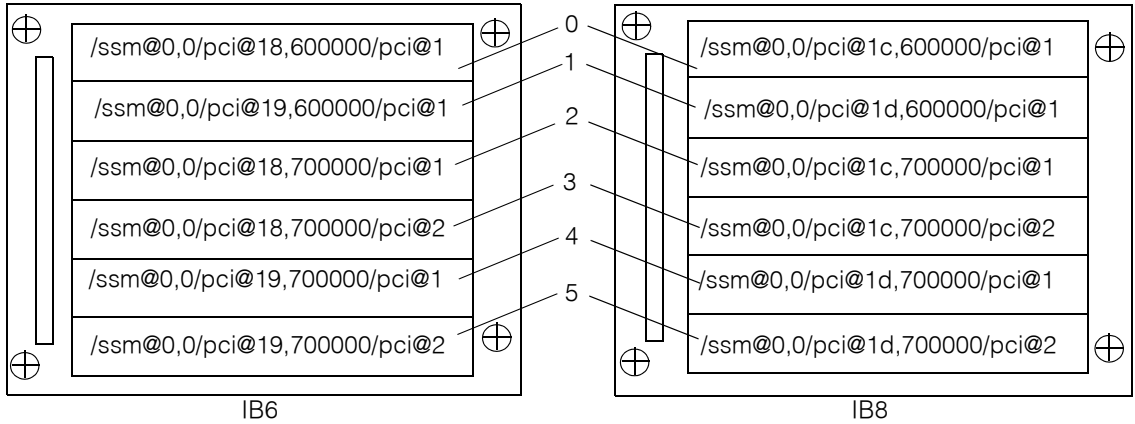 /ssm@0,0/pci@18,600000/pci@1
/ssm@0,0/pci@19,600000/pci@1
/ssm@0,0/pci@18,700000/pci@1
/ssm@0,0/pci@18,700000/pci@2
/ssm@0,0/pci@19,700000/pci@1
/ssm@0,0/pci@19,700000/pci@2
IB6
0
1
2
3
4
5
/ssm@0,0/pci@1c,600000/pci@1
/ssm@0,0/pci@1d,600000/pci@1
/ssm@0,0/pci@1c,700000/pci@1
/ssm@0,0/pci@1c,700000/pci@2
/ssm@0,0/pci@1d,700000/pci@1
/ssm@0,0/pci@1d,700000/pci@2
IB8